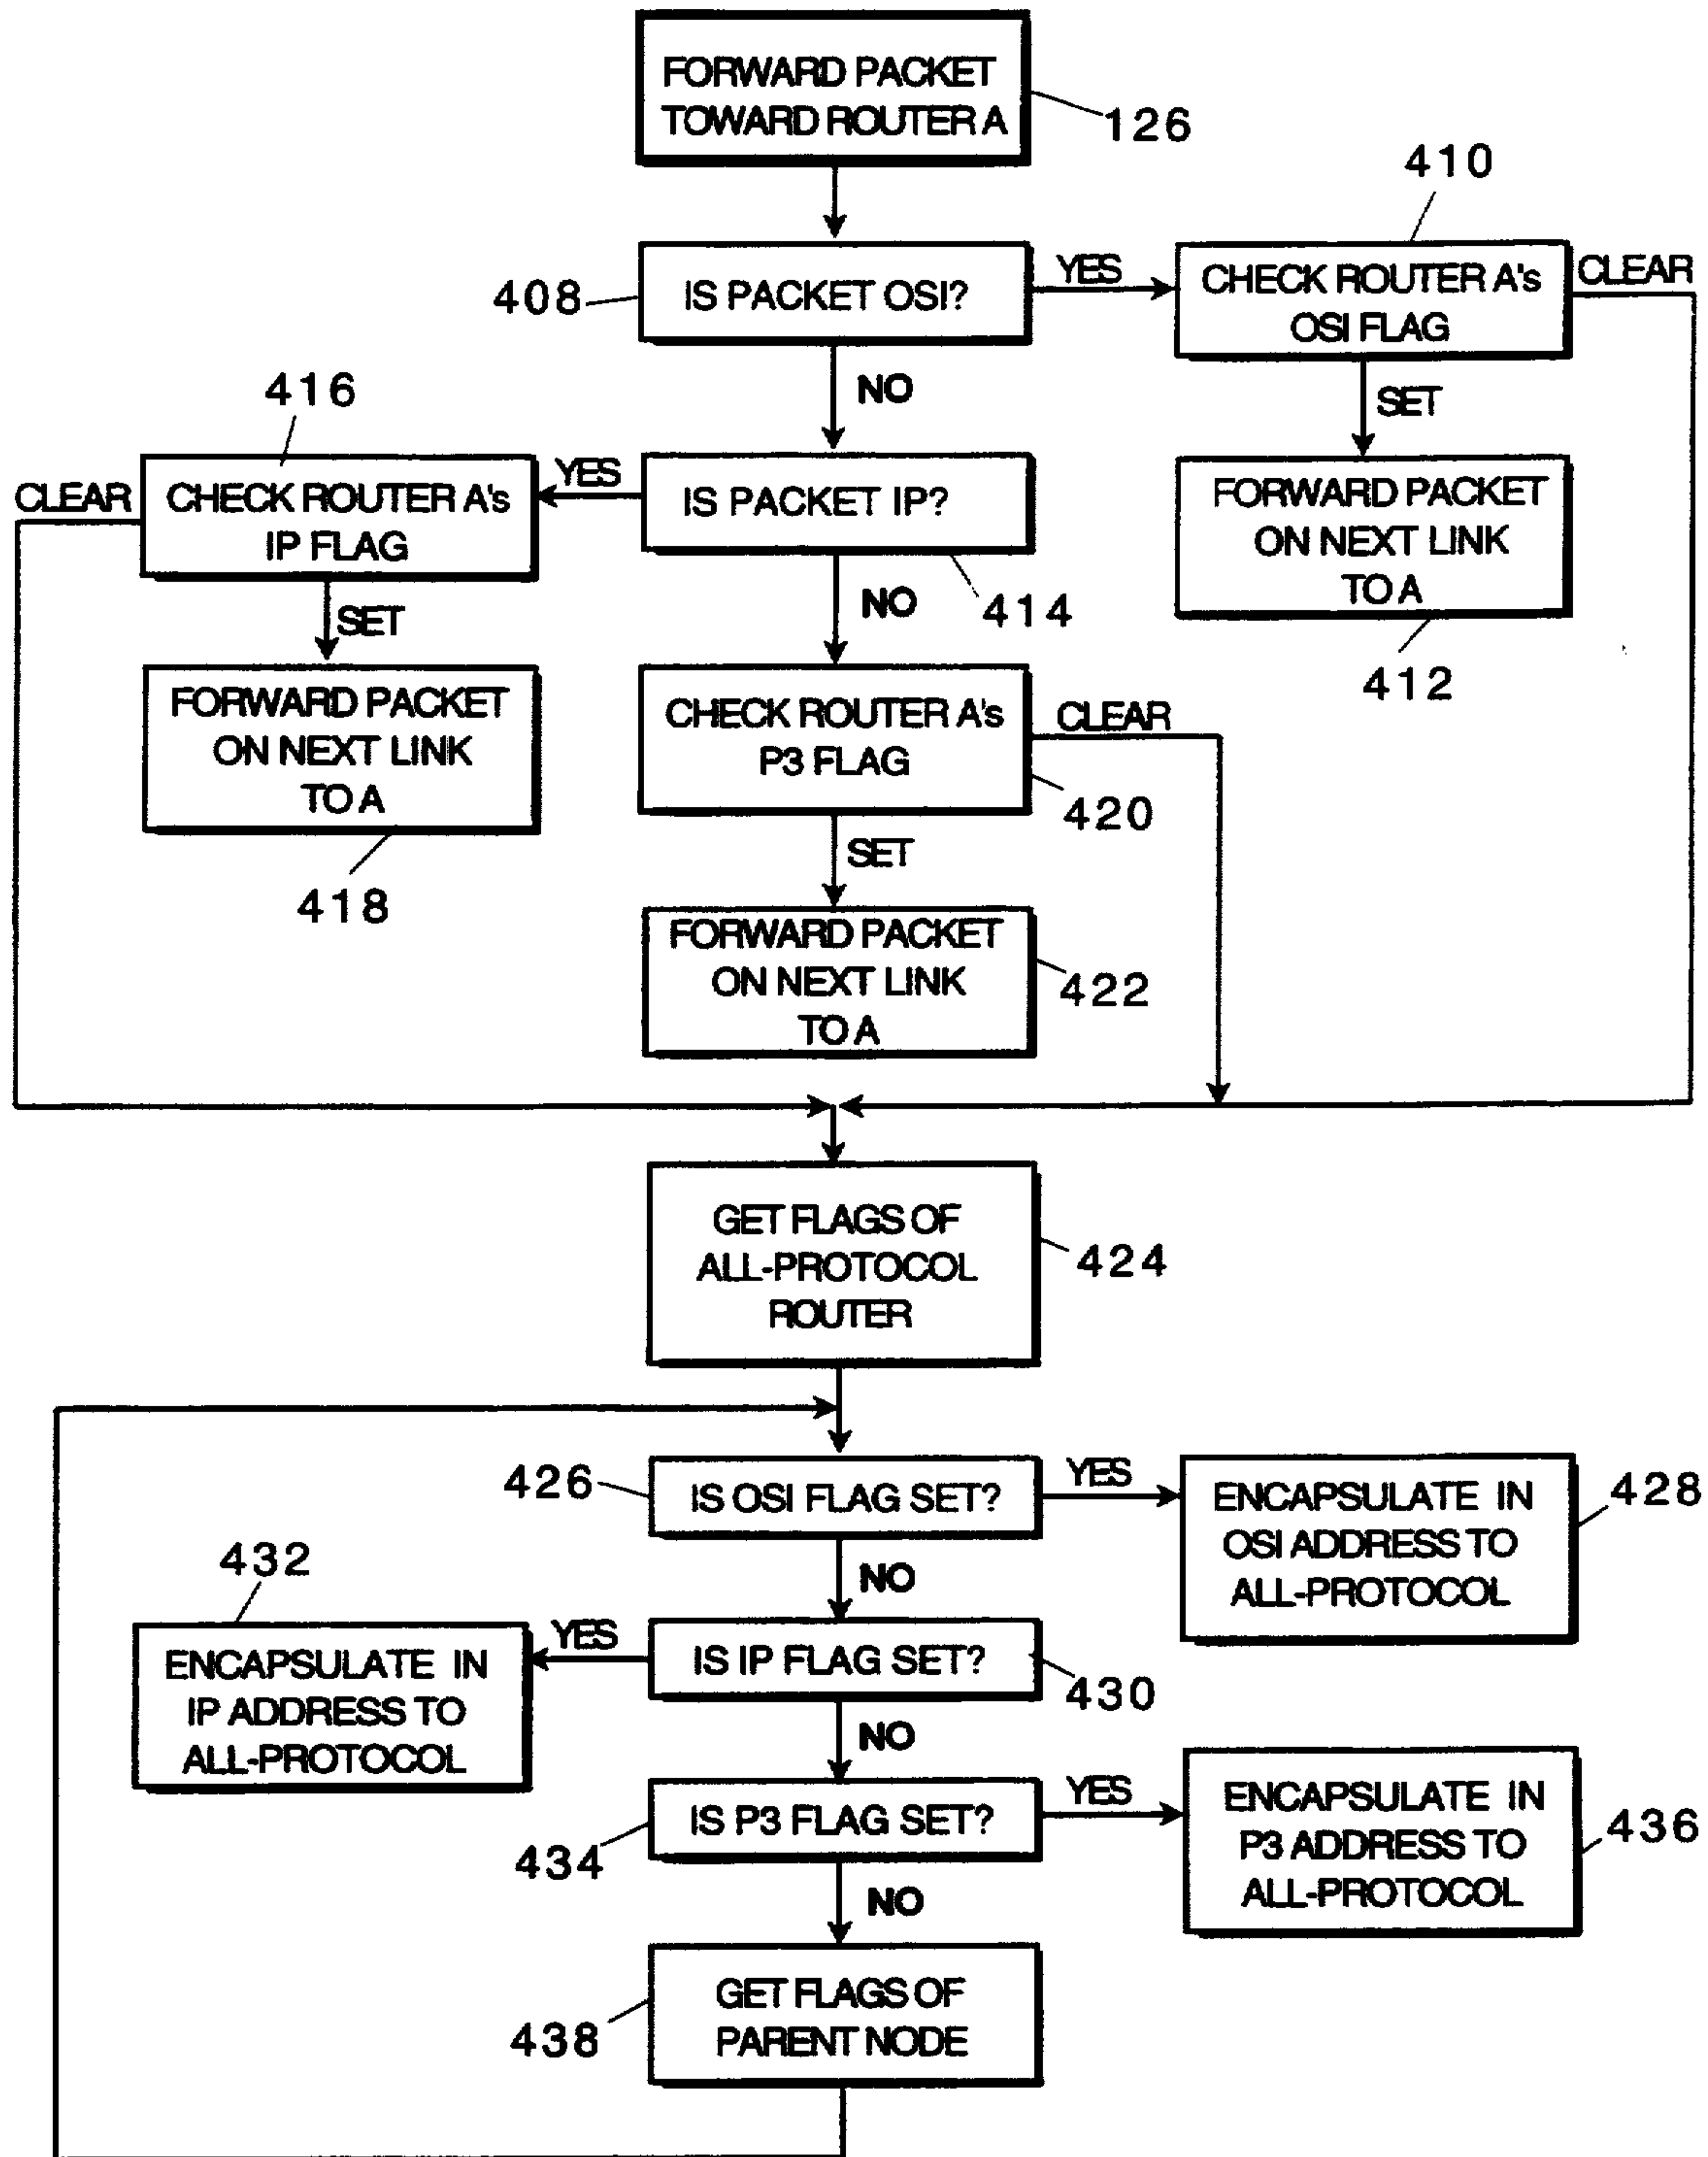 FORWARD PACKET
TOWARD ROUTER A
126
410
408
IS PACKET OSI?
YES
CHECK ROUTER A's
OSI FLAG
CLEAR
NO
SET
416
CLEAR
CHECK ROUTER A's
IP FLAG
YES
IS PACKET IP?
414
FORWARD PACKET
ON NEXT LINK
TO A
412
SET
NO
FORWARD PACKET
ON NEXT LINK
TO A
418
CHECK ROUTER A's
P3 FLAG
CLEAR
420
SET
FORWARD PACKET
ON NEXT LINK
TO A
422
GET FLAGS OF
ALL-PROTOCOL
ROUTER
424
426
IS OSI FLAG SET?
YES
ENCAPSULATE IN
OSI ADDRESS TO
ALL-PROTOCOL
428
NO
432
ENCAPSULATE IN
IP ADDRESS TO
ALL-PROTOCOL
YES
IS IP FLAG SET?
430
NO
434
IS P3 FLAG SET?
YES
ENCAPSULATE IN
P3 ADDRESS TO
ALL-PROTOCOL
436
NO
438
GET FLAGS OF
PARENT NODE